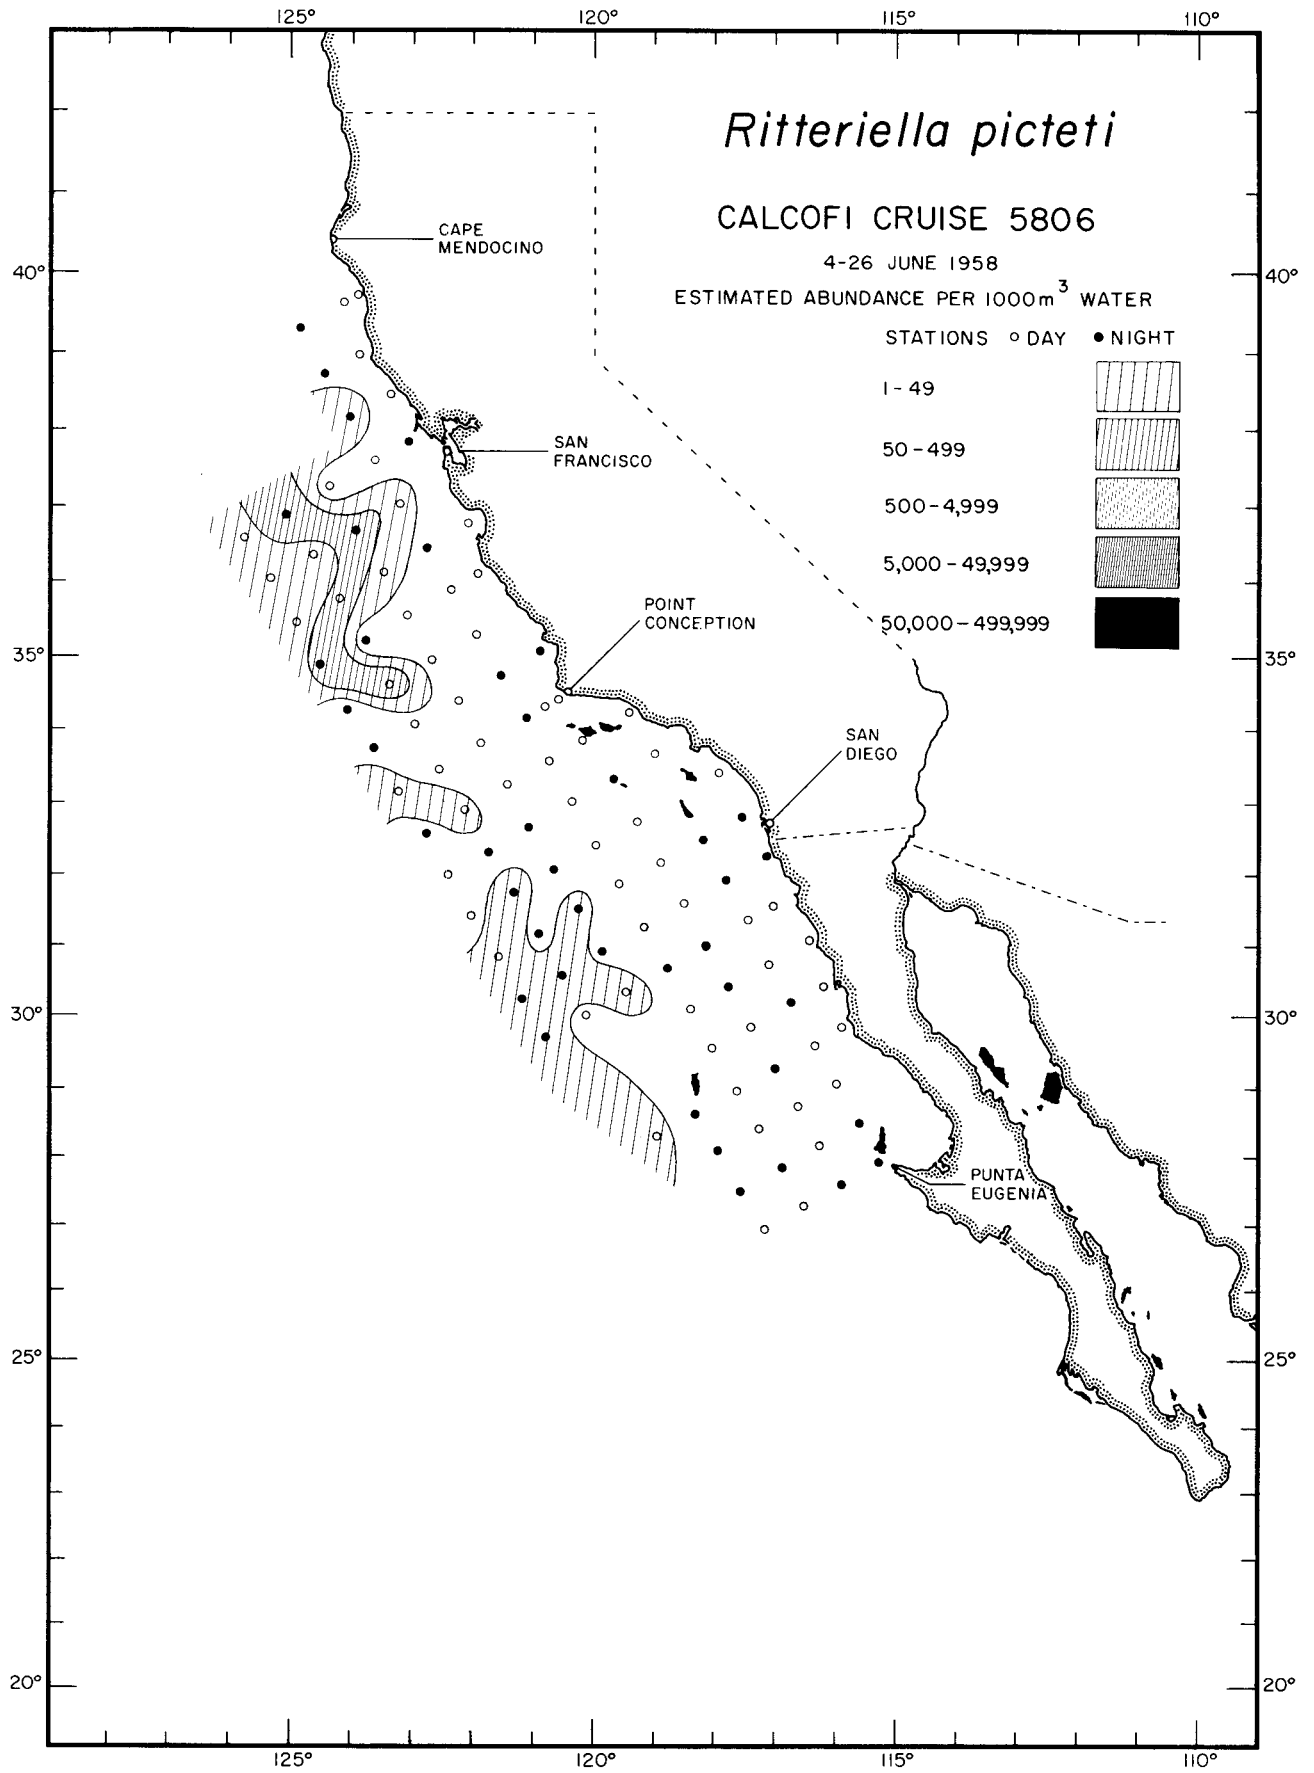 125°
120°
115°
110°
Ritteriella picteti
CALCOFI CRUISE 5806
4-26 JUNE 1958
ESTIMATED ABUNDANCE PER 1000m³ WATER
STATIONS ○ DAY ● NIGHT
1-49
50-499
500-4,999
5,000-49,999
50,000-499,999
CAPE
MENDOCINO
40°
40°
SAN
FRANCISCO
POINT
CONCEPTION
35°
35°
SAN
DIEGO
30°
30°
PUNTA
EUGENIA
25°
25°
20°
20°
125°
120°
115°
110°